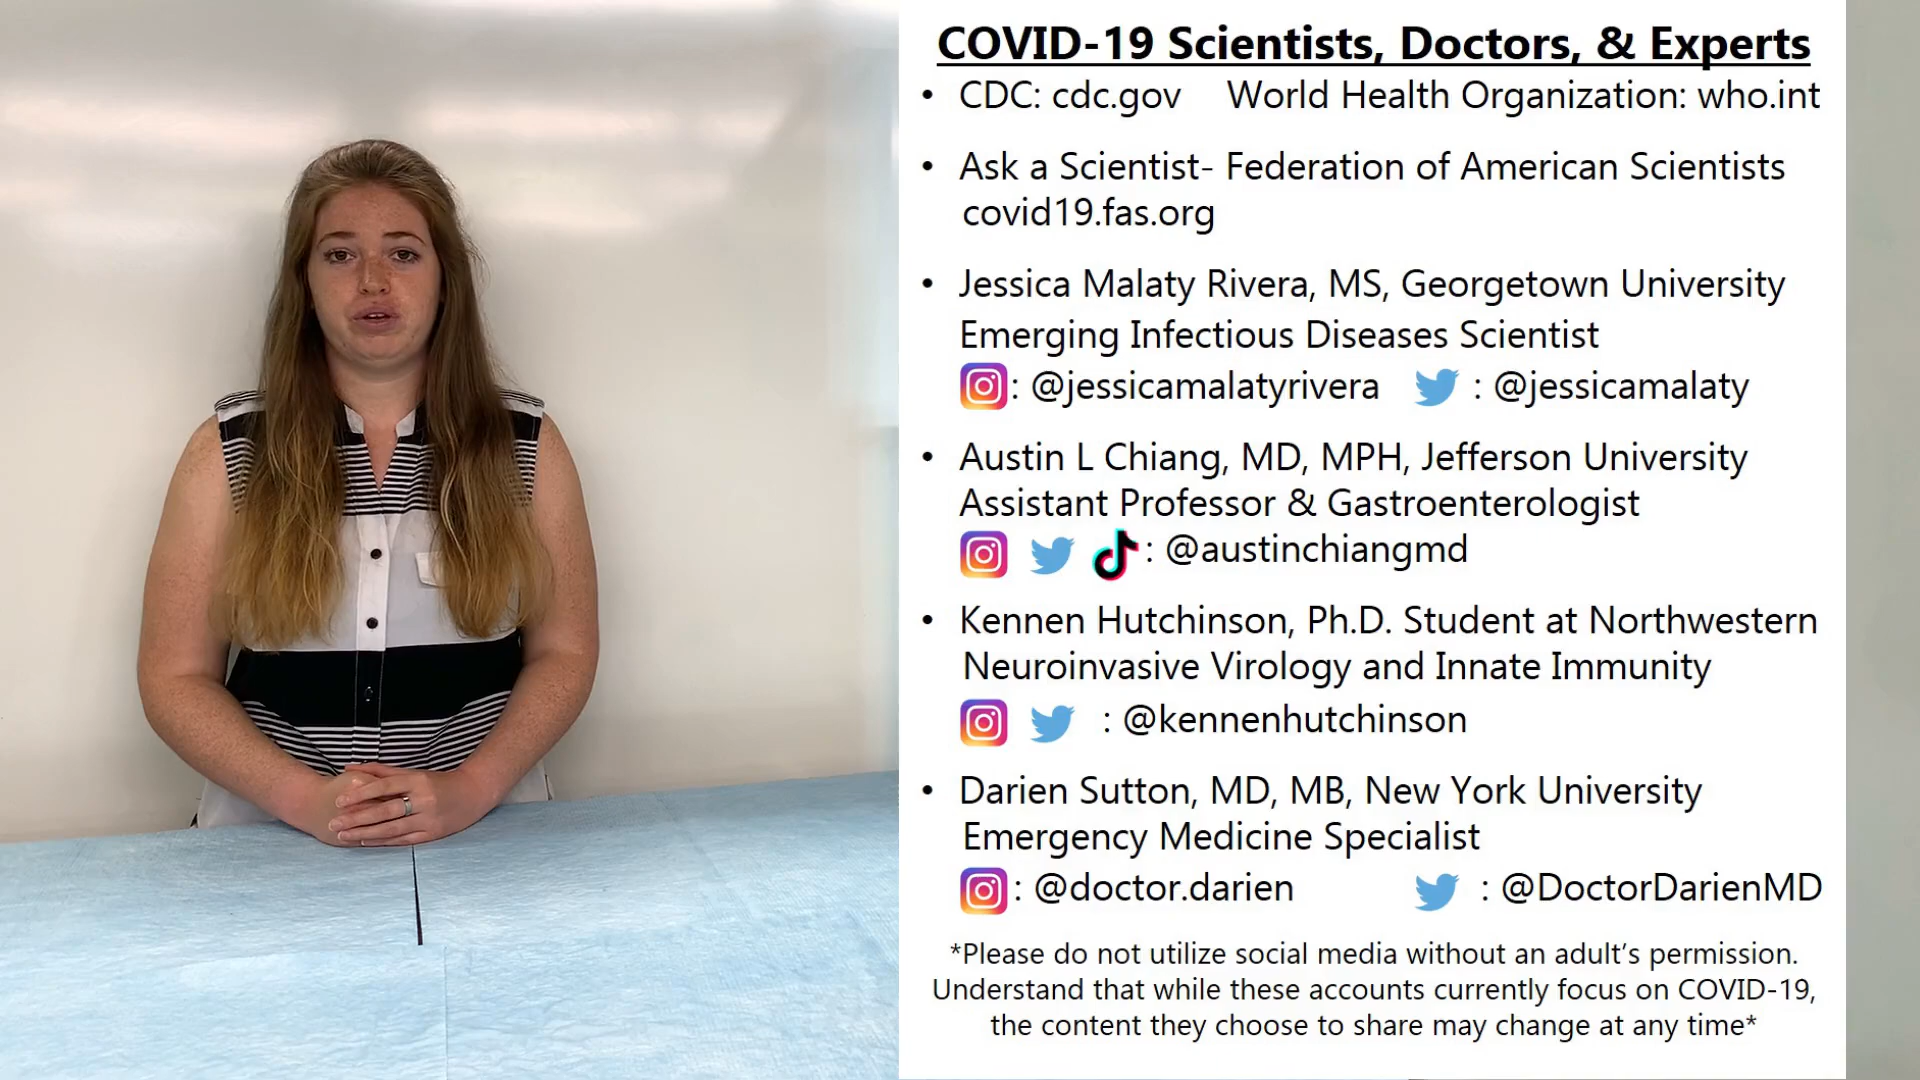 COVID-19 Scientists, Doctors, & Experts
• CDC: cdc.gov World Health Organization: who.int
• Ask a Scientist- Federation of American Scientists
covid19.fas.org
• Jessica Malaty Rivera, MS, Georgetown University
Emerging Infectious Diseases Scientist
: @jessicamalatyrivera : @jessicamalaty
• Austin L Chiang, MD, MPH, Jefferson University
Assistant Professor & Gastroenterologist
: @austinchiangmd
• Kennen Hutchinson, Ph.D. Student at Northwestern
Neuroinvasive Virology and Innate Immunity
: @kennenhutchinson
• Darien Sutton, MD, MB, New York University
Emergency Medicine Specialist
: @doctor.darien : @DoctorDarienMD
*Please do not utilize social media without an adult’s permission.
Understand that while these accounts currently focus on COVID-19,
the content they choose to share may change at any time*